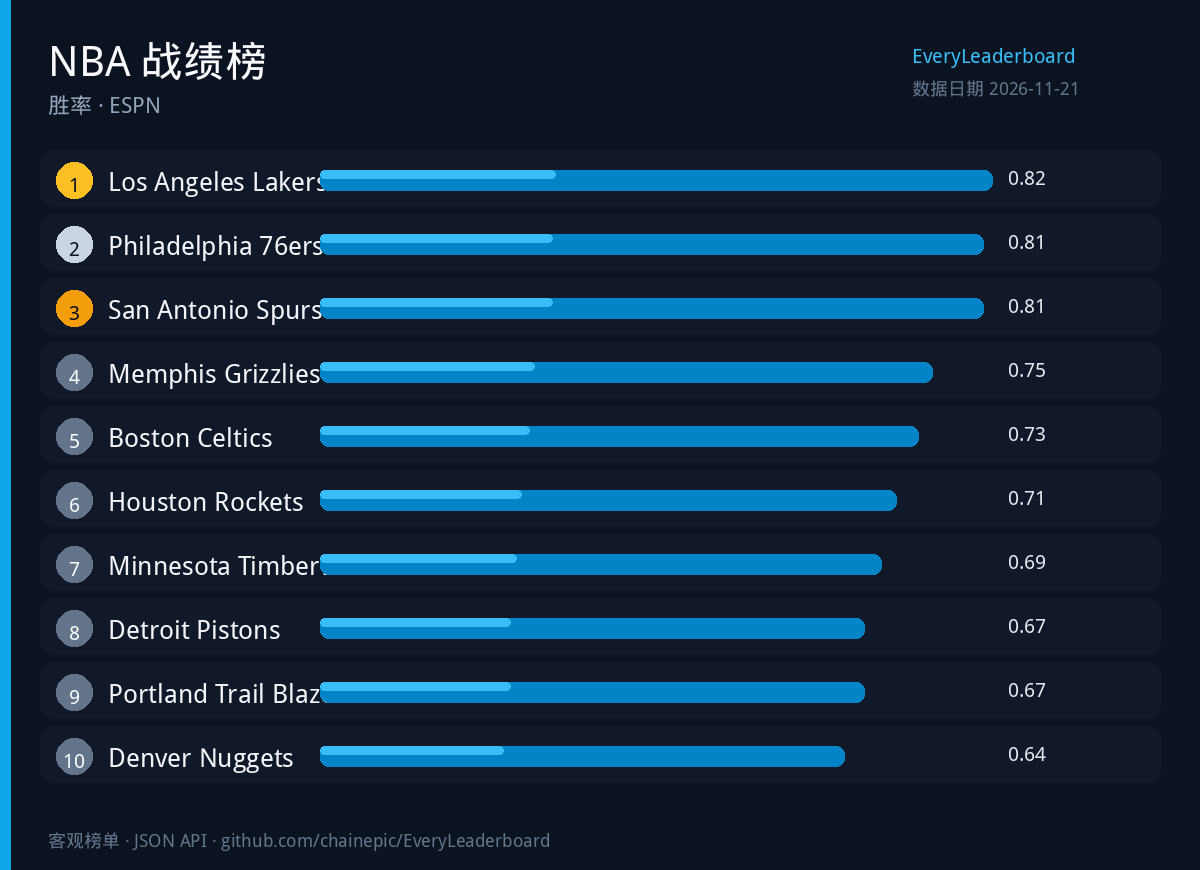 NBA 战绩榜
胜率 · ESPN
EveryLeaderboard
数据日期 2026-11-21
1 Los Angeles Lakers 0.82
2 Philadelphia 76ers 0.81
3 San Antonio Spurs 0.81
4 Memphis Grizzlies 0.75
5 Boston Celtics 0.73
6 Houston Rockets 0.71
7 Minnesota Timber 0.69
8 Detroit Pistons 0.67
9 Portland Trail Blaz 0.67
10 Denver Nuggets 0.64
客观榜单 · JSON API · github.com/chainepic/EveryLeaderboard